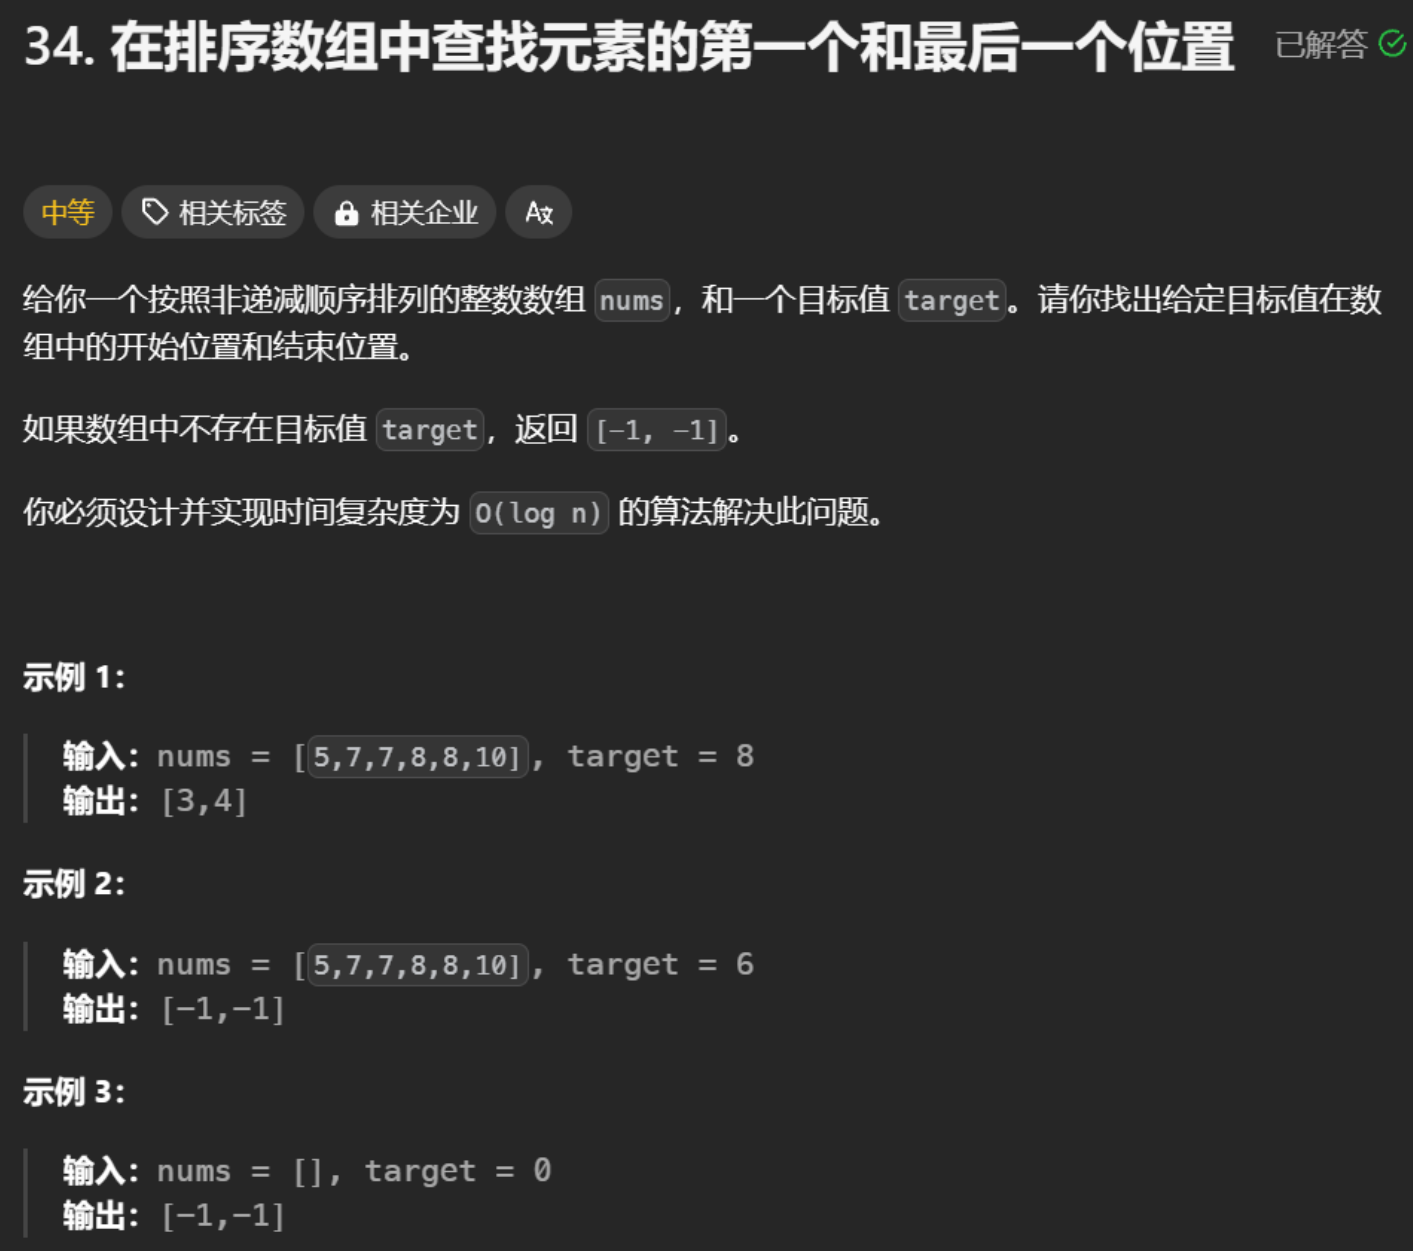 34. 在排序数组中查找元素的第一个和最后一个位置 已解答
中等 相关标签 相关企业 A文
给你一个按照非递减顺序排列的整数数组 nums，和一个目标值 target。请你找出给定目标值在数
组中的开始位置和结束位置。
如果数组中不存在目标值 target，返回 [-1, -1]。
你必须设计并实现时间复杂度为 O(log n) 的算法解决此问题。
示例 1：
输入：nums = [5,7,7,8,8,10], target = 8
输出：[3,4]
示例 2：
输入：nums = [5,7,7,8,8,10], target = 6
输出：[-1,-1]
示例 3：
输入：nums = [], target = 0
输出：[-1,-1]